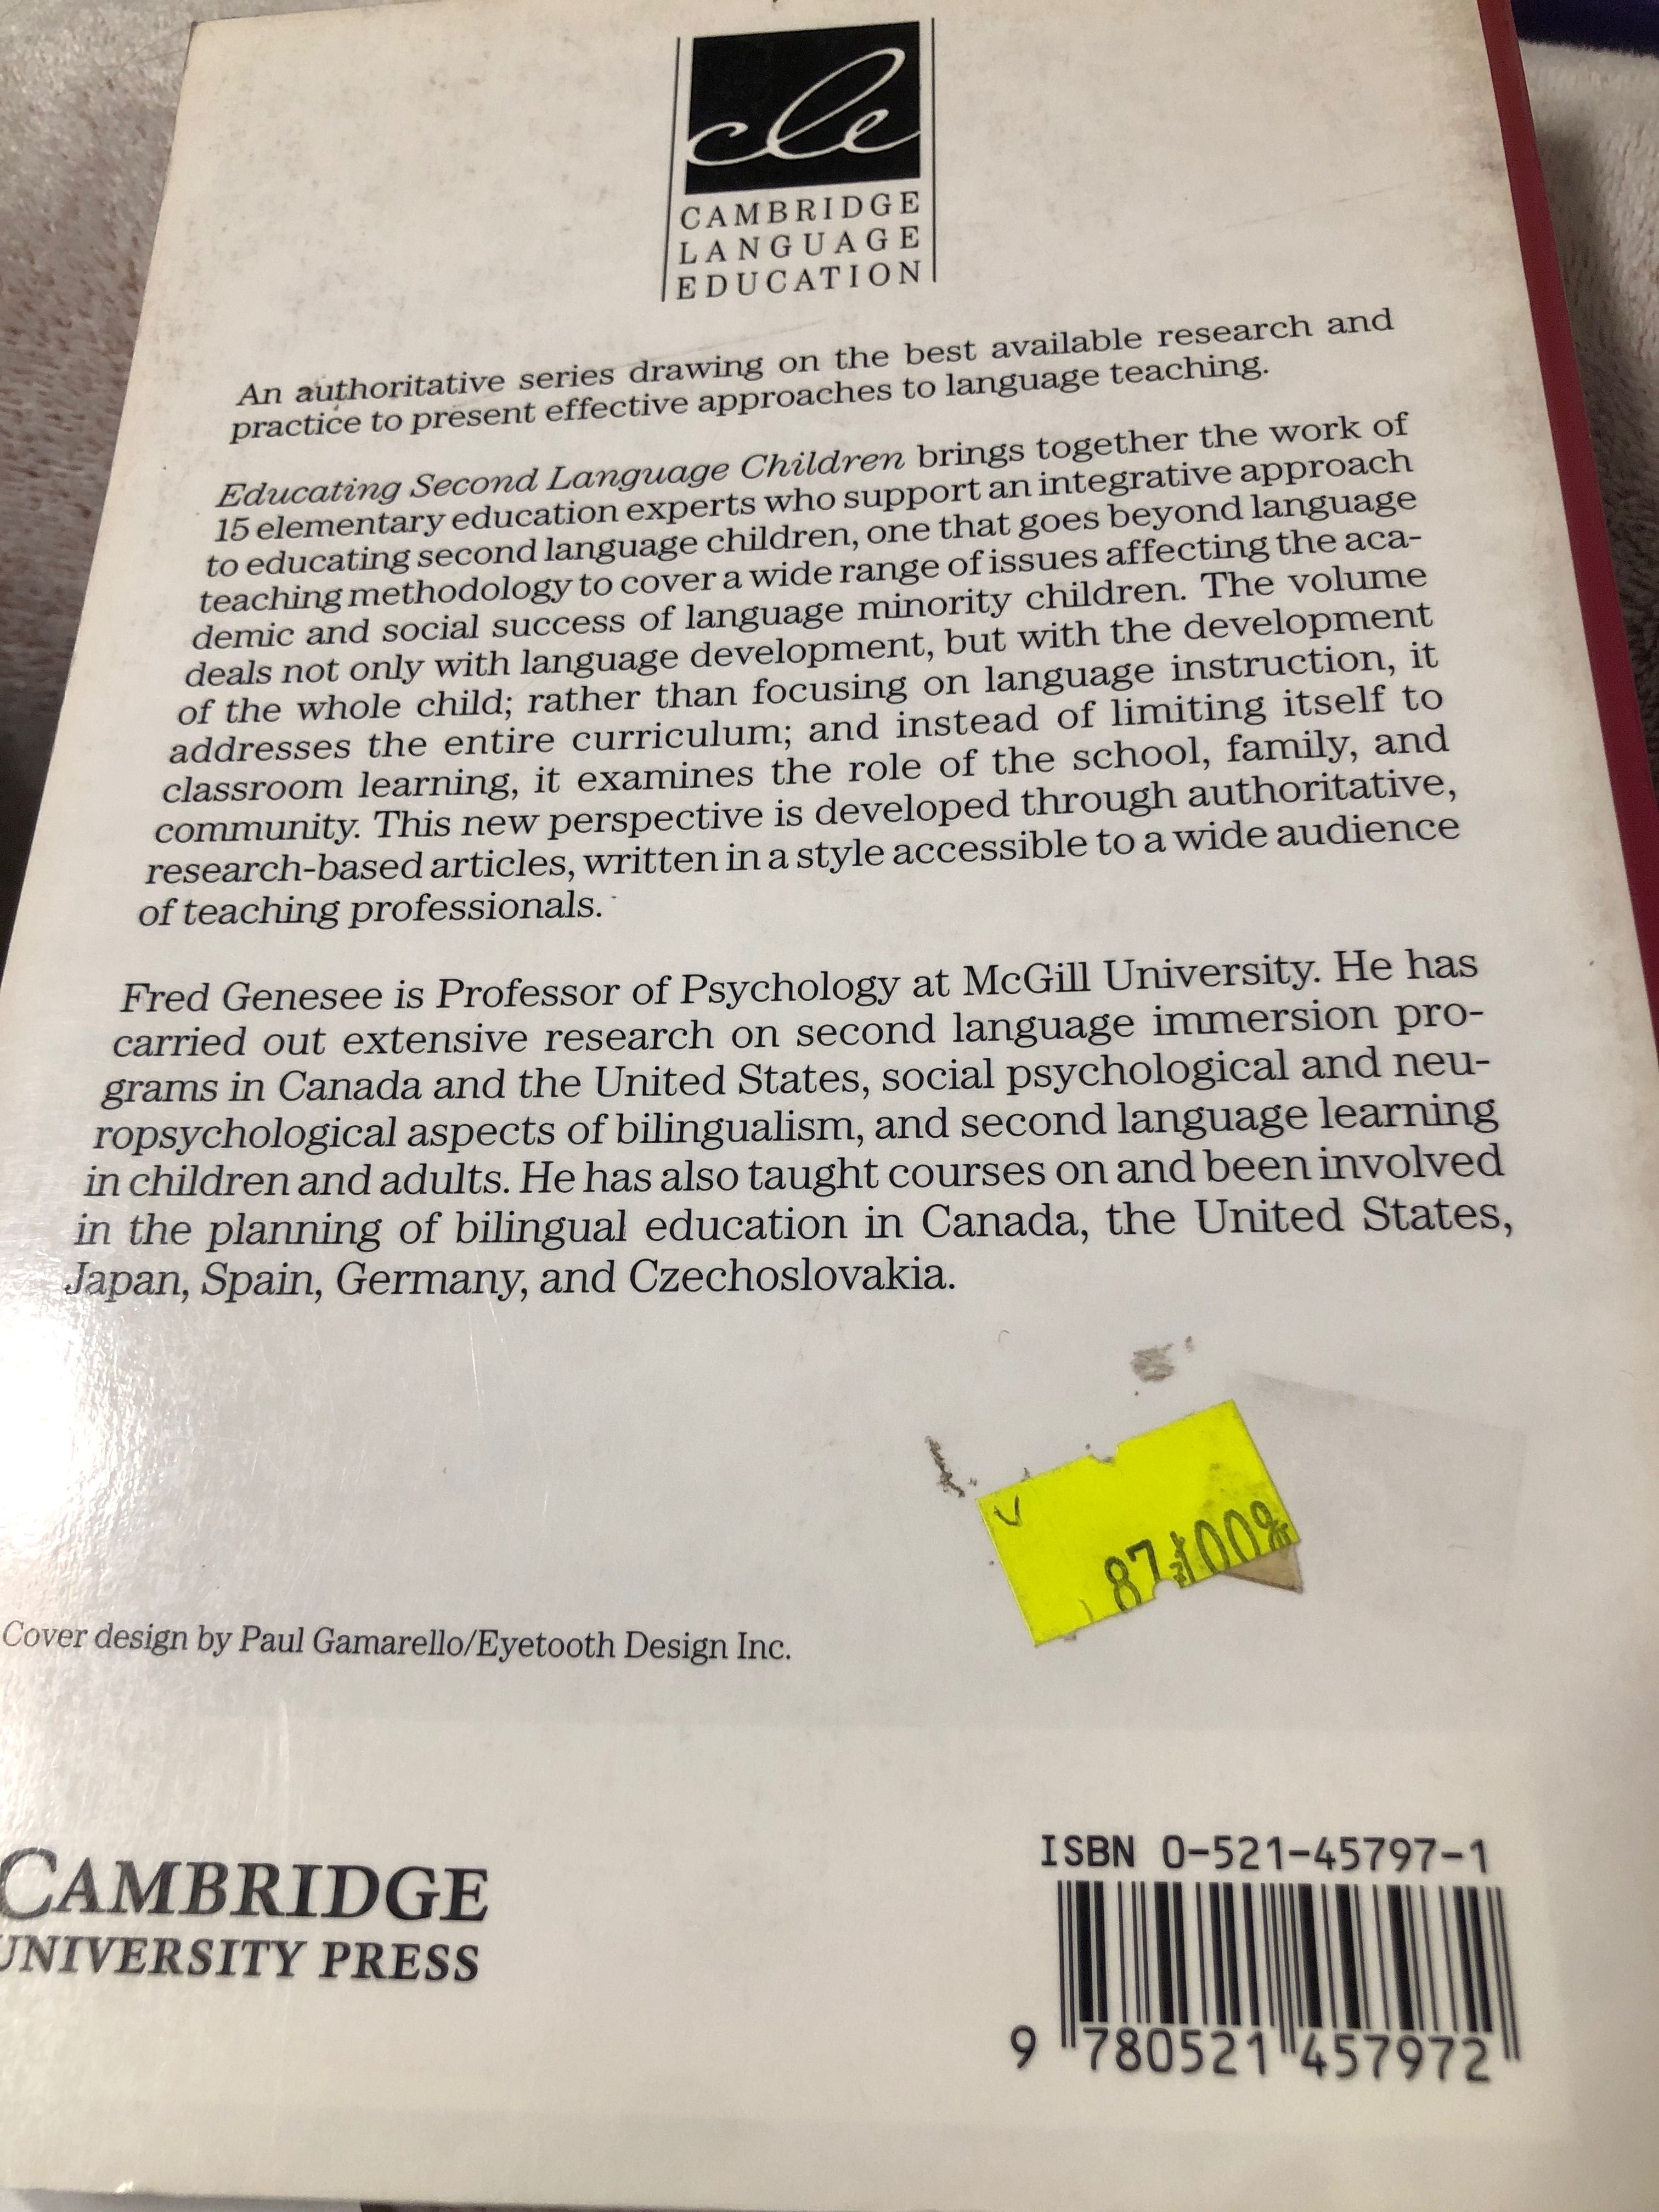 cle
CAMBRIDGE
LANGUAGE
EDUCATION
An authoritative series drawing on the best available research and
practice to present effective approaches to language teaching.
Educating Second Language Children brings together the work of
15 elementary education experts who support an integrative approach
to educating second language children, one that goes beyond language
teaching methodology to cover a wide range of issues affecting the aca-
demic and social success of language minority children. The volume
deals not only with language development, but with the development
of the whole child; rather than focusing on language instruction, it
addresses the entire curriculum; and instead of limiting itself to
classroom learning, it examines the role of the school, family, and
community. This new perspective is developed through authoritative,
research-based articles, written in a style accessible to a wide audience
of teaching professionals.
Fred Genesee is Professor of Psychology at McGill University. He has
carried out extensive research on second language immersion pro-
grams in Canada and the United States, social psychological and neu-
ropsychological aspects of bilingualism, and second language learning
in children and adults. He has also taught courses on and been involved
in the planning of bilingual education in Canada, the United States,
Japan, Spain, Germany, and Czechoslovakia.
Cover design by Paul Gamarello/Eyetooth Design Inc.
CAMBRIDGE
UNIVERSITY PRESS
ISBN 0-521-45797-1
9 780521 457972